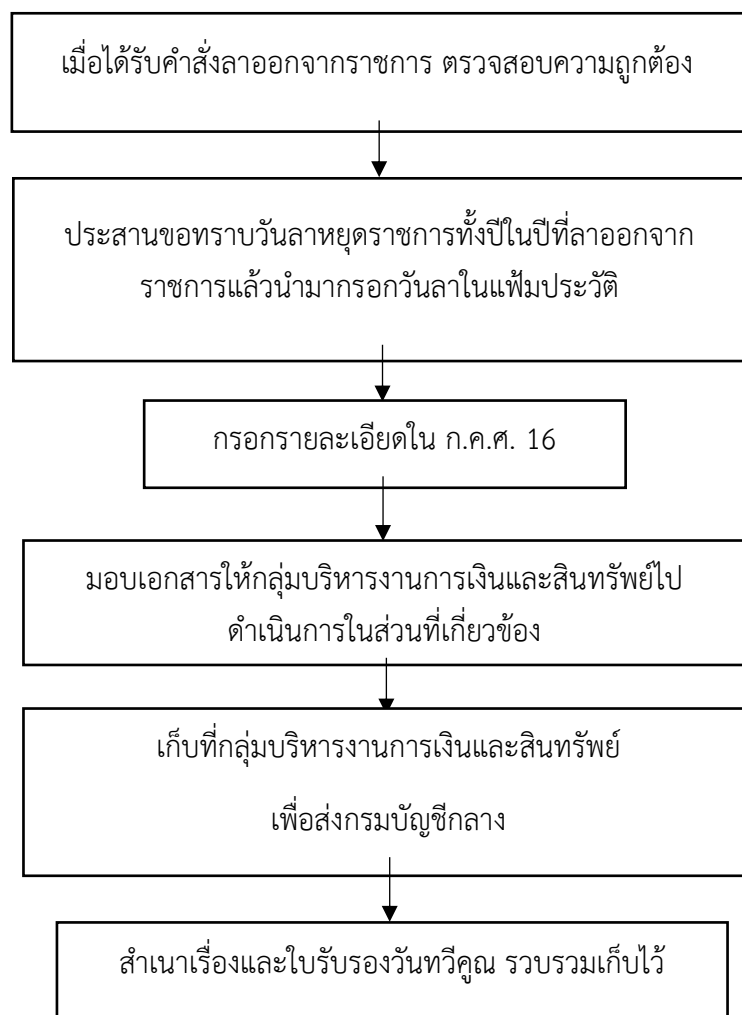 เมื่อได้รับคำสั่งลาออกจากราชการ ตรวจสอบความถูกต้อง
ประสานขอทราบวันลาหยุดราชการทั้งปีในปีที่ลาออกจาก
ราชการแล้วนำมากรอกวันลาในแฟ้มประวัติ
กรอกรายละเอียดใน ก.ค.ศ. 16
มอบเอกสารให้กลุ่มบริหารงานการเงินและสินทรัพย์ไป
ดำเนินการในส่วนที่เกี่ยวข้อง
เก็บที่กลุ่มบริหารงานการเงินและสินทรัพย์
เพื่อส่งกรมบัญชีกลาง
สำเนาเรื่องและใบรับรองวันทวีคูณ รวบรวมเก็บไว้